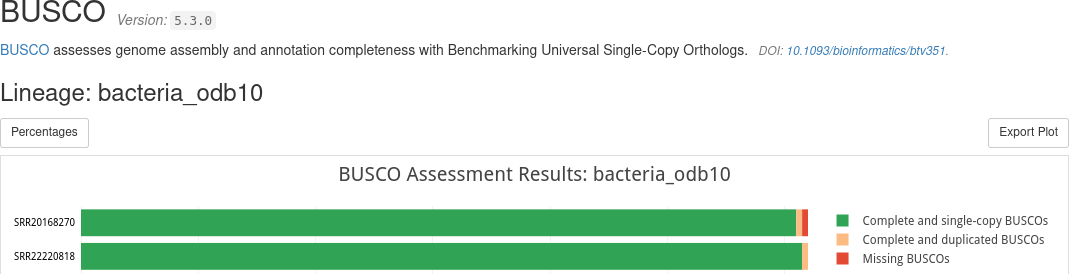 BUSCO Version: 5.3.0
BUSCO assesses genome assembly and annotation completeness with Benchmarking Universal Single-Copy Orthologs. DOI: 10.1093/bioinformatics/btv351.
Lineage: bacteria_odb10
Percentages Export Plot
BUSCO Assessment Results: bacteria_odb10
SRR20168270 Complete and single-copy BUSCOs
Complete and duplicated BUSCOs
SRR22220818 Missing BUSCOs